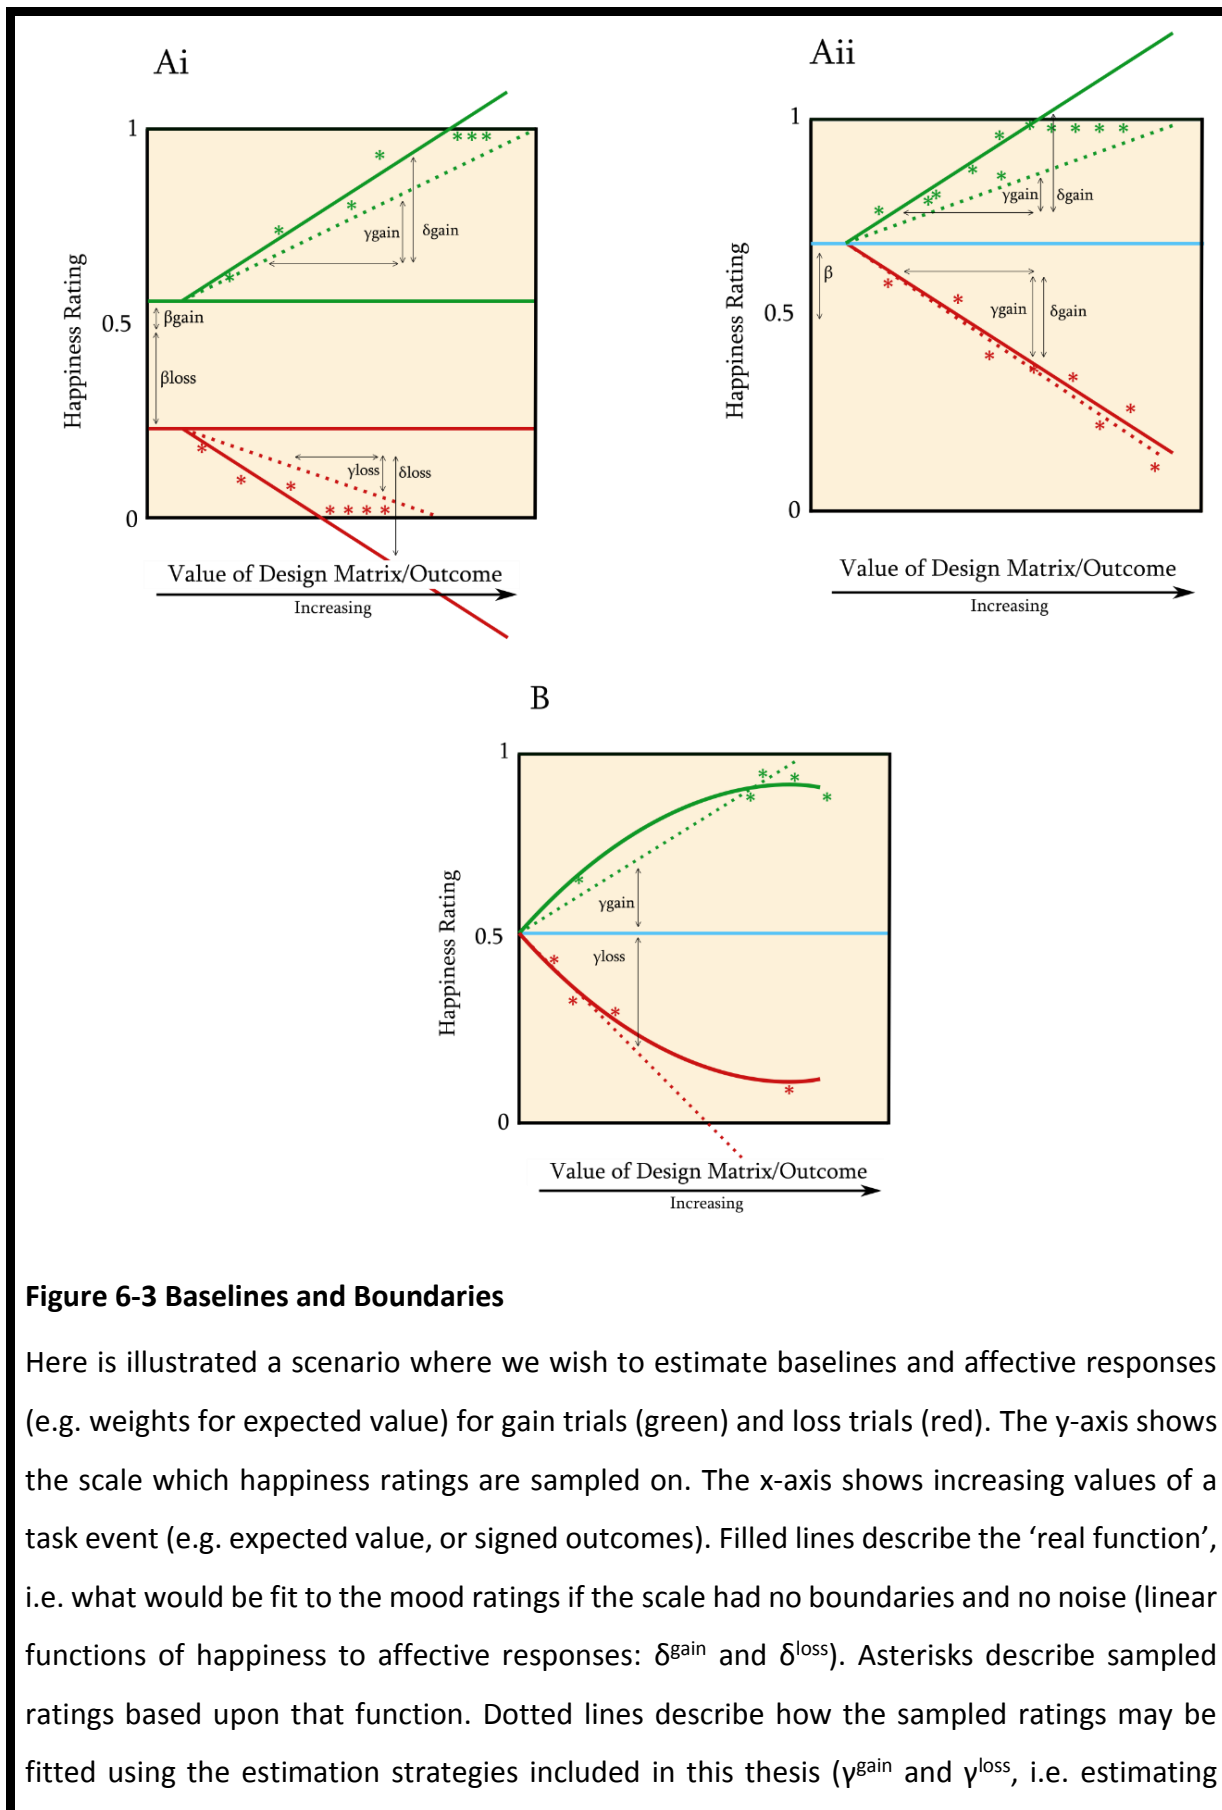 Ai
1
0.5
0
Happiness Rating
βgain
βloss
γgain
δgain
γloss
δloss
* * * * * * *
* * * * * * *
Value of Design Matrix/Outcome
Increasing
Aii
1
0.5
0
Happiness Rating
β
γgain
δgain
γgain
δgain
Value of Design Matrix/Outcome
Increasing
B
1
0.5
0
Happiness Rating
γgain
γloss
Value of Design Matrix/Outcome
Increasing
Figure 6-3 Baselines and Boundaries
Here is illustrated a scenario where we wish to estimate baselines and affective responses
(e.g. weights for expected value) for gain trials (green) and loss trials (red). The y-axis shows
the scale which happiness ratings are sampled on. The x-axis shows increasing values of a
task event (e.g. expected value, or signed outcomes). Filled lines describe the ‘real function’,
i.e. what would be fit to the mood ratings if the scale had no boundaries and no noise (linear
functions of happiness to affective responses: δgain and δloss). Asterisks describe sampled
ratings based upon that function. Dotted lines describe how the sampled ratings may be
fitted using the estimation strategies included in this thesis (γgain and γloss, i.e. estimating